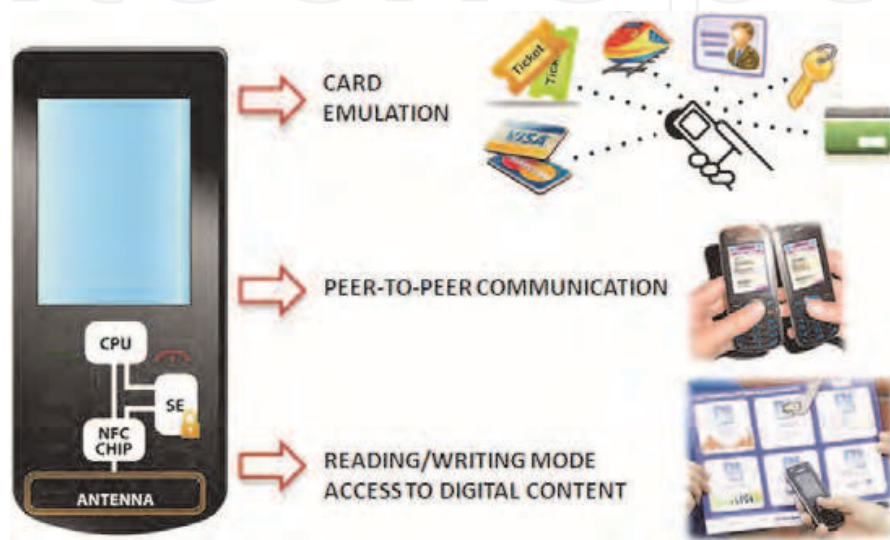 CARD
EMULATION
Ticket
Tick
VISA
PEER-TO-PEER COMMUNICATION
CPU
SE
NFC
CHIP
READING/WRITING MODE
ACCESS TO DIGITAL CONTENT
ANTENNA